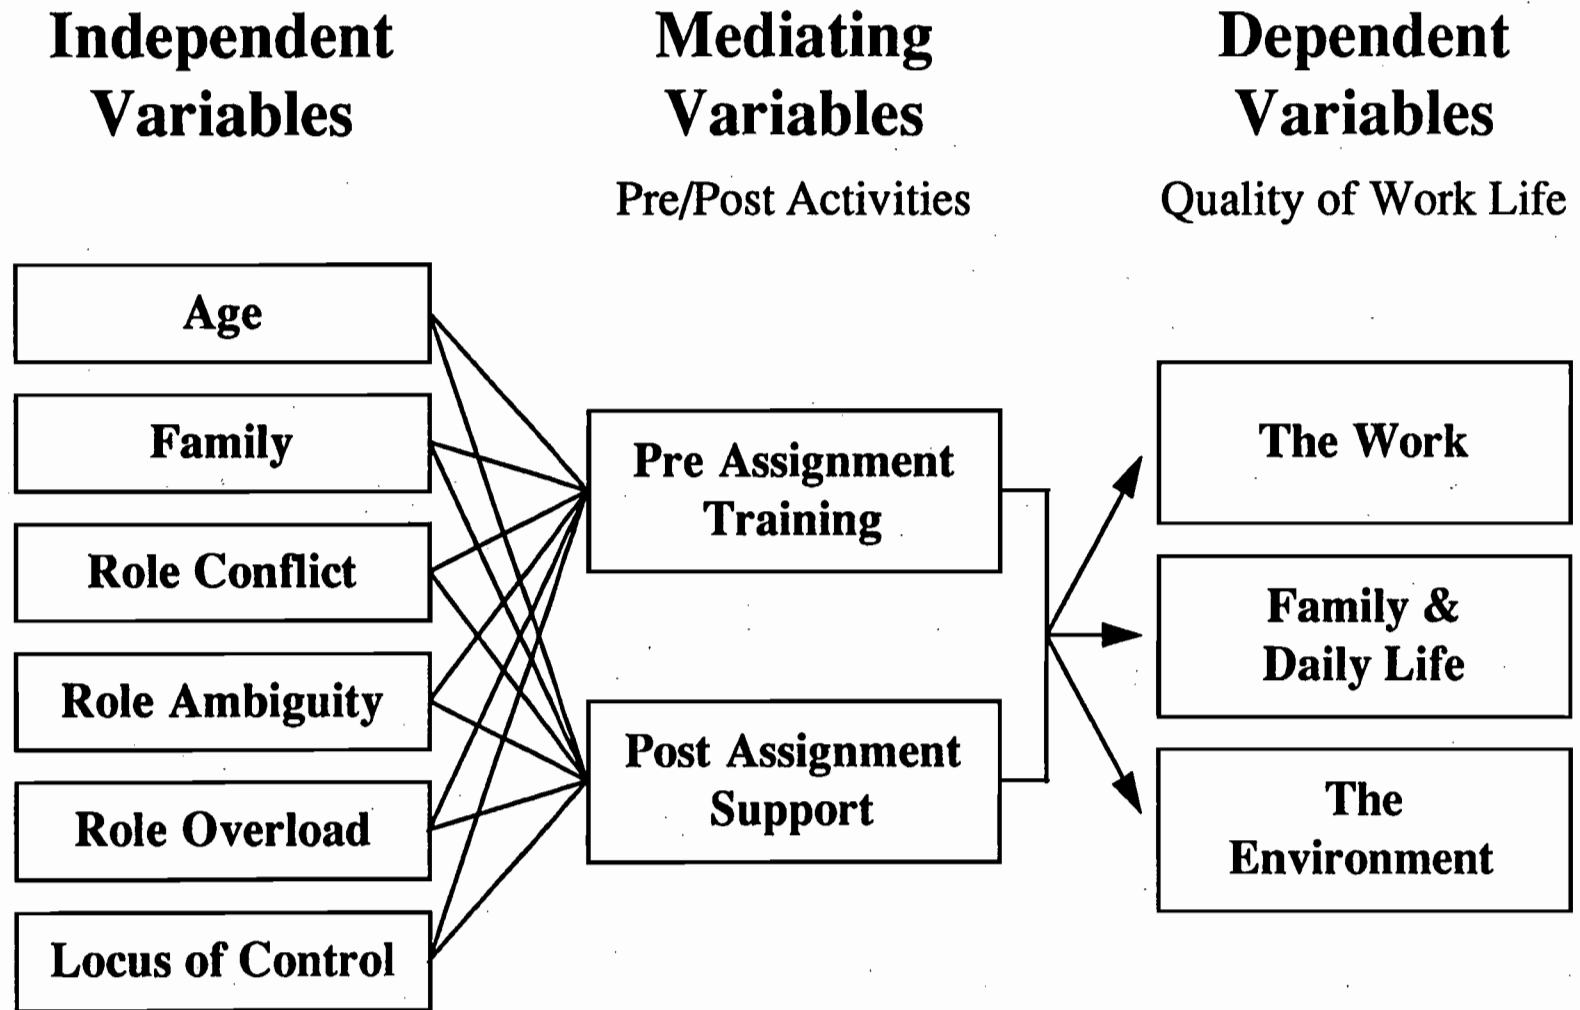 Independent
Variables
Mediating
Variables
Pre/Post Activities
Dependent
Variables
Quality of Work Life
Age
Family
Role Conflict
Role Ambiguity
Role Overload
Locus of Control
Pre Assignment
Training
Post Assignment
Support
The Work
Family &
Daily Life
The
Environment